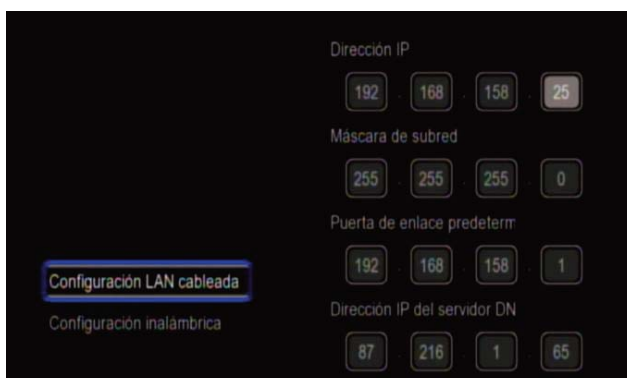 Dirección IP
192 . 168 . 158 . 25
Máscara de subred
255 . 255 . 255 . 0
Puerta de enlace predeterm
192 . 168 . 158 . 1
Configuración LAN cableada
Dirección IP del servidor DN
Configuración inalámbrica
87 . 216 . 1 . 65